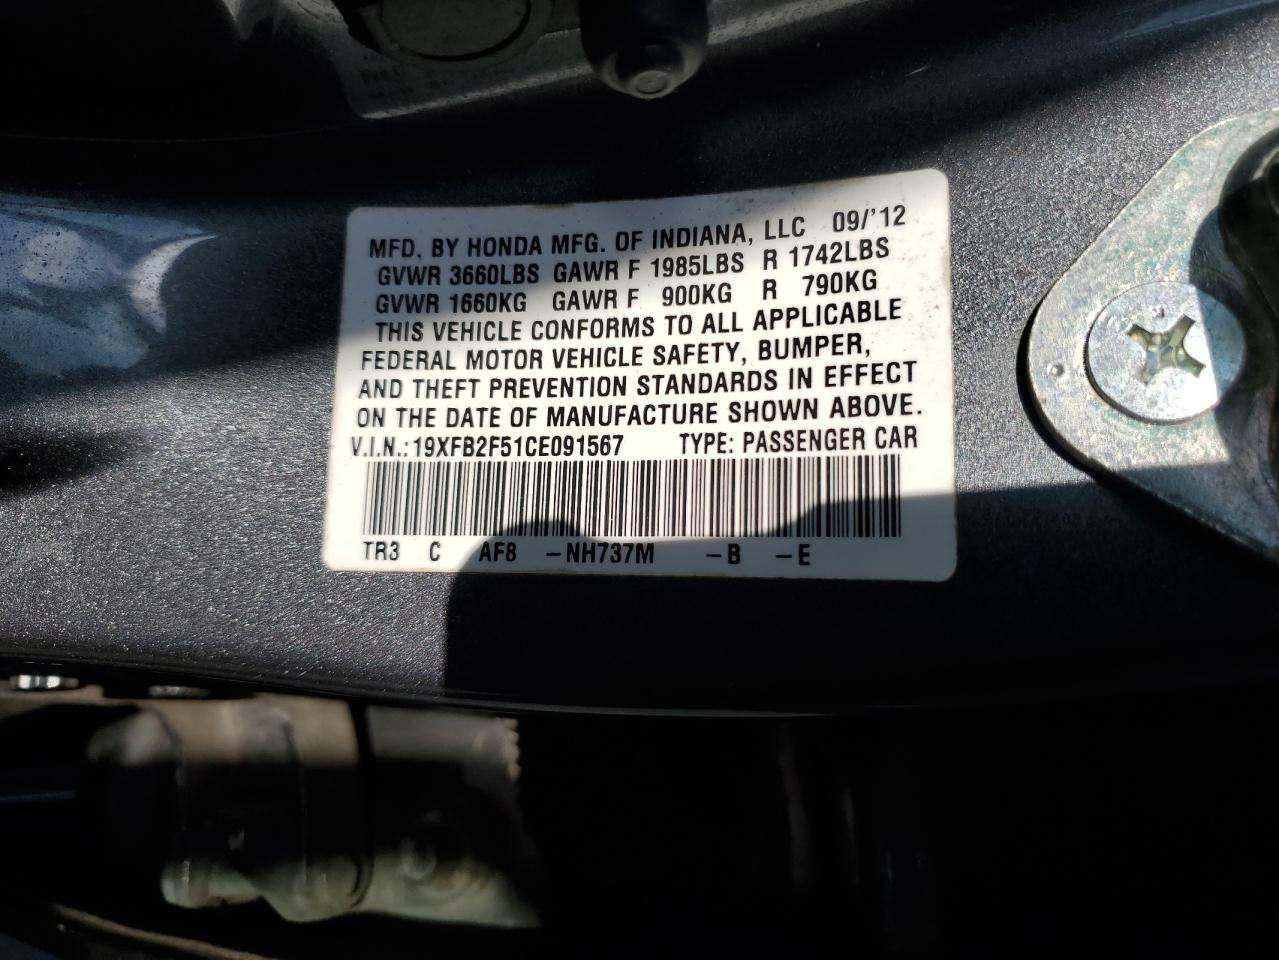 MFD. BY HONDA MFG. OF INDIANA, LLC 09/'12
GVWR 3660LBS GAWR F 1985LBS R 1742LBS
GVWR 1660KG GAWR F 900KG R 790KG
THIS VEHICLE CONFORMS TO ALL APPLICABLE
FEDERAL MOTOR VEHICLE SAFETY, BUMPER,
AND THEFT PREVENTION STANDARDS IN EFFECT
ON THE DATE OF MANUFACTURE SHOWN ABOVE.
V.I.N.: 19XFB2F51CE091567 TYPE: PASSENGER CAR
TR3 C AF8 -NH737M -B -E